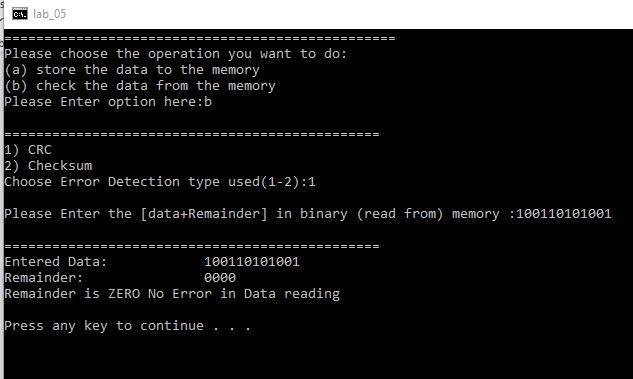 lab_05
=================================================
Please choose the operation you want to do:
(a) store the data to the memory
(b) check the data from the memory
Please Enter option here:b
===============================================
1) CRC
2) Checksum
Choose Error Detection type used(1-2):1
Please Enter the [data+Remainder] in binary (read from) memory :100110101001
===============================================
Entered Data: 100110101001
Remainder: 0000
Remainder is ZERO No Error in Data reading
Press any key to continue . . .